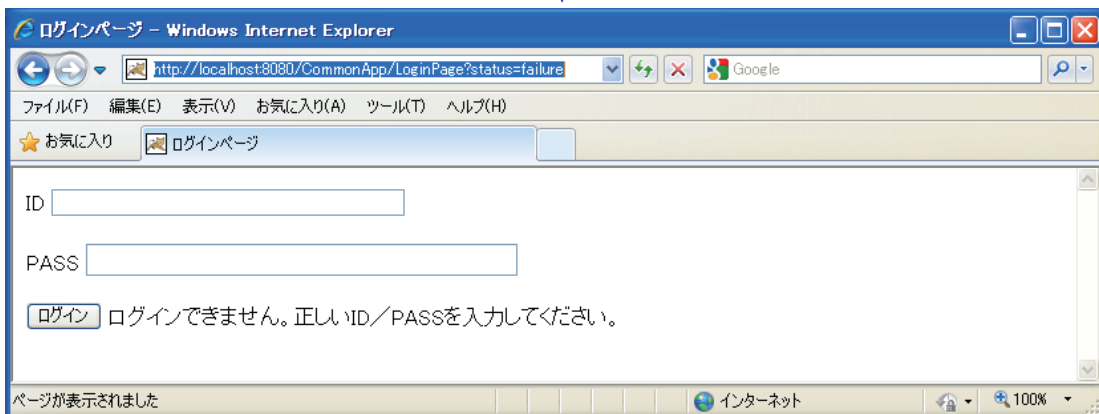 ログインページ - Windows Internet Explorer
http://localhost:8080/CommonApp/LoginPage?status=failure Google
ファイル(F) 編集(E) 表示(V) お気に入り(A) ツール(T) ヘルプ(H)
お気に入り ログインページ
ID
PASS
ログイン ログインできません。正しいID／PASSを入力してください。
ページが表示されました インターネット 100%